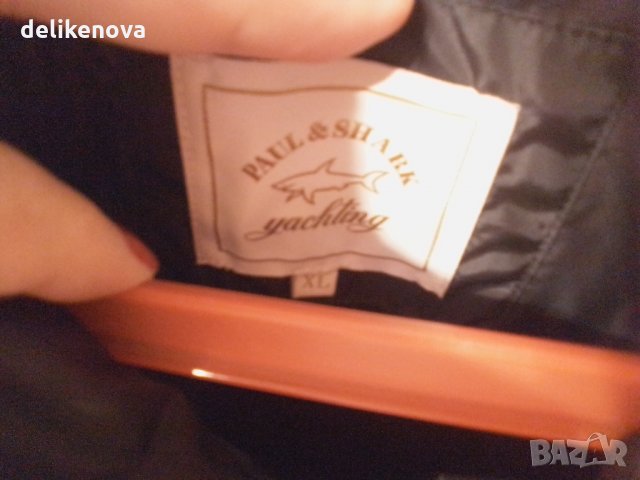 delikenova
PAUL & SHARK
yachting
XL
BAZAR